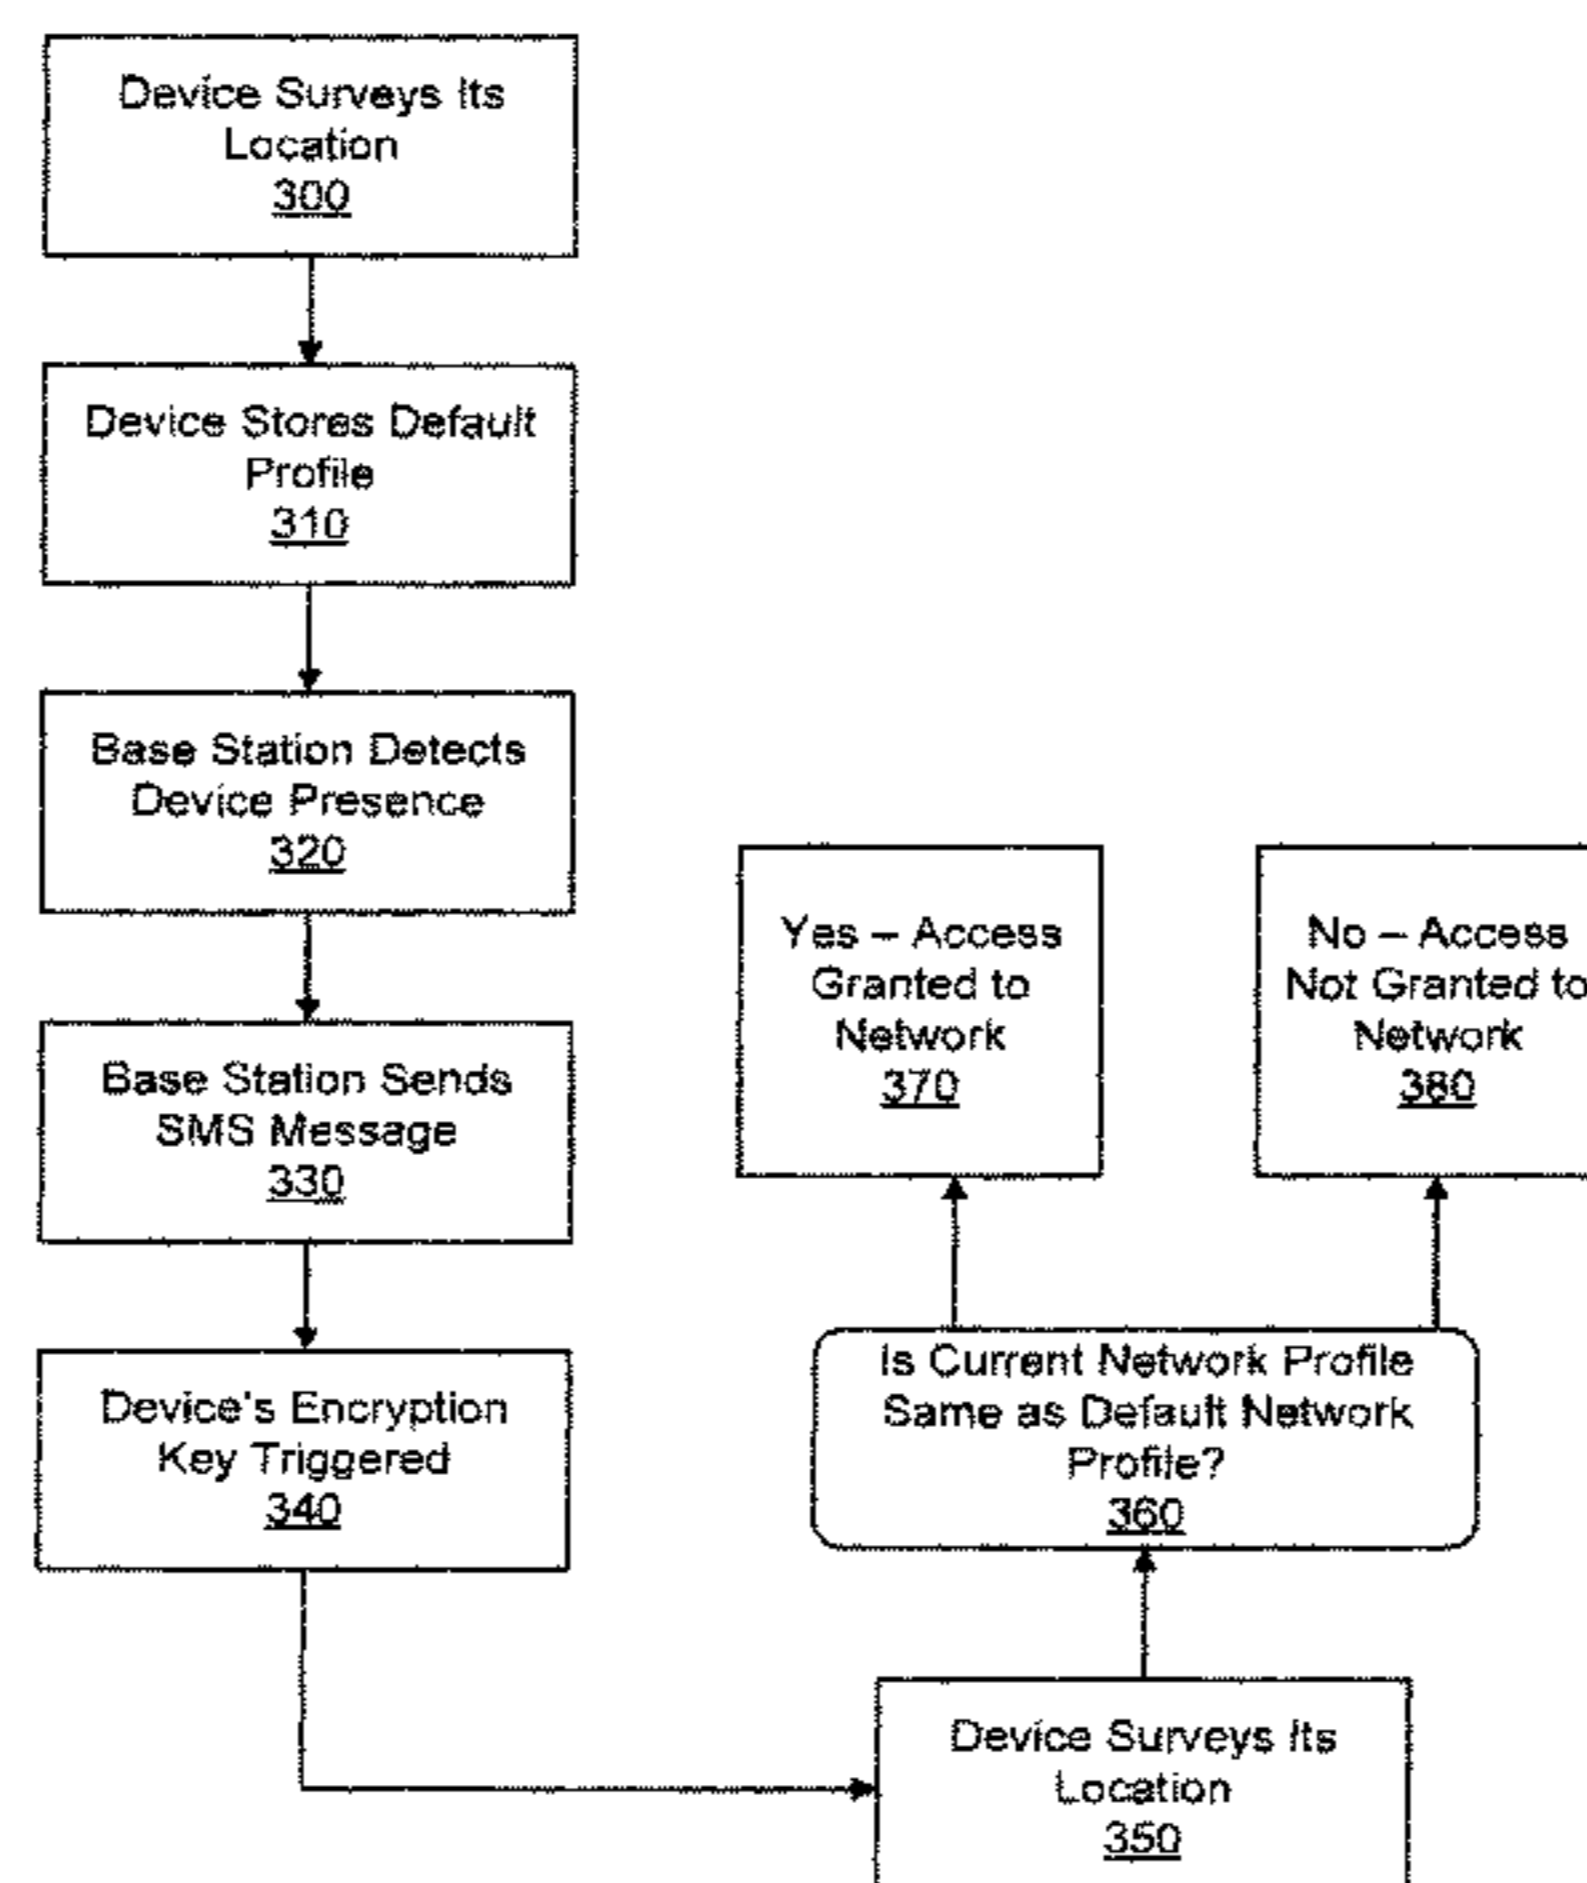 Device Surveys Its
Location
300
Device Stores Default
Profile
310
Base Station Detects
Device Presence
320
Base Station Sends
SMS Message
330
Device's Encryption
Key Triggered
340
Yes – Access
Granted to
Network
370
No – Access
Not Granted to
Network
380
Is Current Network Profile
Same as Default Network
Profile?
360
Device Surveys Its
Location
350